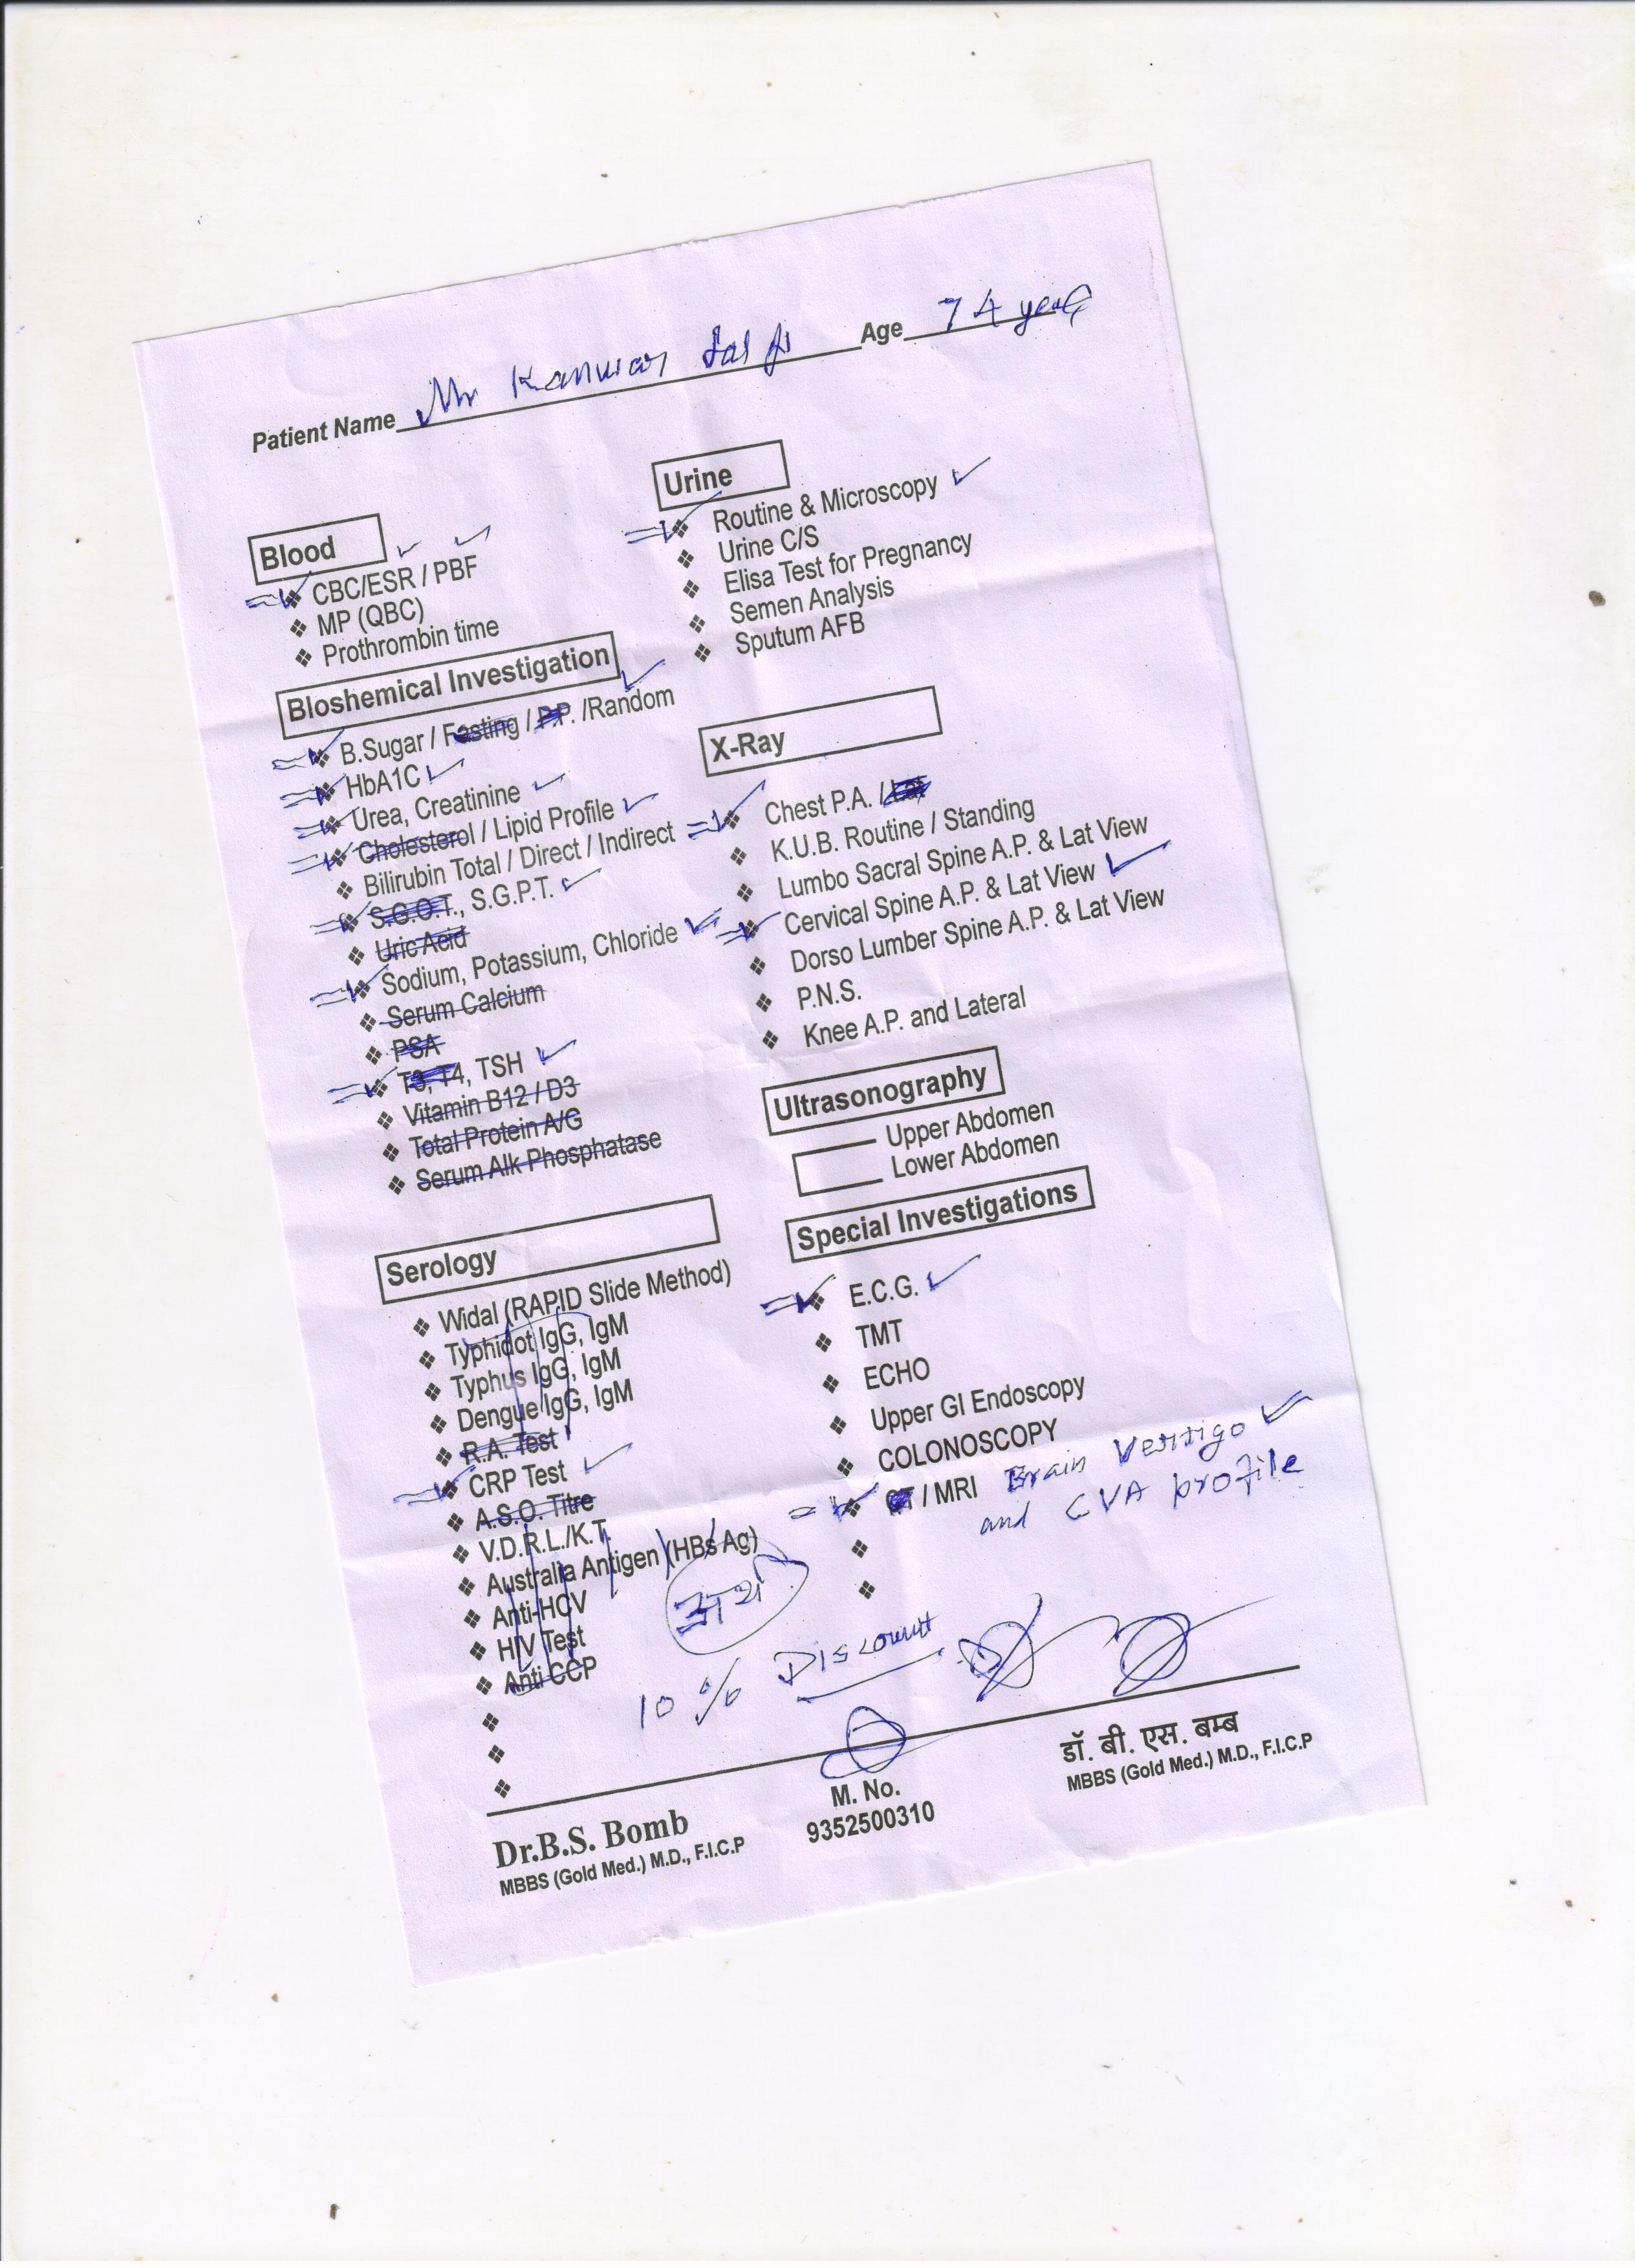 Patient Name Mr Kanwar Lal Ji Age 74 years
Blood
CBC/ESR / PBF
MP (QBC)
Prothrombin time
Bloshemical Investigation
B.Sugar / Fasting / P.P. /Random
HbA1C
Urea, Creatinine
Cholesterol / Lipid Profile
Bilirubin Total / Direct / Indirect
S.G.O.T., S.G.P.T.
Uric Acid
Sodium, Potassium, Chloride
Serum Calcium
PSA
T3, T4, TSH
Vitamin B12 / D3
Total Protein A/G
Serum Alk Phosphatase
Serology
Widal (RAPID Slide Method)
Typhidot IgG, IgM
Typhus IgG, IgM
Dengue IgG, IgM
R.A. Test
CRP Test
A.S.O. Titre
V.D.R.L./K.T.
Australia Antigen (HBs Ag)
Anti-HCV
HIV Test
Anti CCP
Urine
Routine & Microscopy
Urine C/S
Elisa Test for Pregnancy
Semen Analysis
Sputum AFB
X-Ray
Chest P.A. / Lat
K.U.B. Routine / Standing
Lumbo Sacral Spine A.P. & Lat View
Cervical Spine A.P. & Lat View
Dorso Lumber Spine A.P. & Lat View
P.N.S.
Knee A.P. and Lateral
Ultrasonography
Upper Abdomen
Lower Abdomen
Special Investigations
E.C.G.
TMT
ECHO
Upper GI Endoscopy
COLONOSCOPY
CT / MRI Brain Vertigo
and CVA profile
10 % Discount
Dr.B.S. Bomb
MBBS (Gold Med.) M.D., F.I.C.P
M. No.
9352500310
डॉ. बी. एस. बम्ब
MBBS (Gold Med.) M.D., F.I.C.P